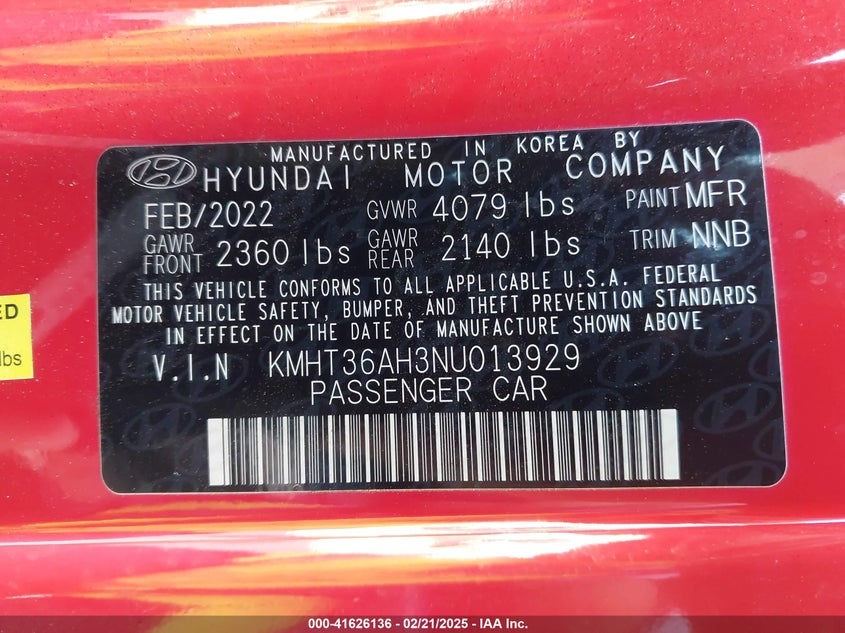 MANUFACTURED IN KOREA BY
HYUNDAI MOTOR COMPANY
FEB/2022 GVWR 4079 lbs PAINT MFR
GAWR FRONT 2360 lbs GAWR REAR 2140 lbs TRIM NNB
THIS VEHICLE CONFORMS TO ALL APPLICABLE U.S.A. FEDERAL
MOTOR VEHICLE SAFETY, BUMPER, AND THEFT PREVENTION STANDARDS
IN EFFECT ON THE DATE OF MANUFACTURE SHOWN ABOVE
V.I.N KMHT36AH3NU013929
PASSENGER CAR
ED
lbs
000-41626136 - 02/21/2025 - IAA Inc.